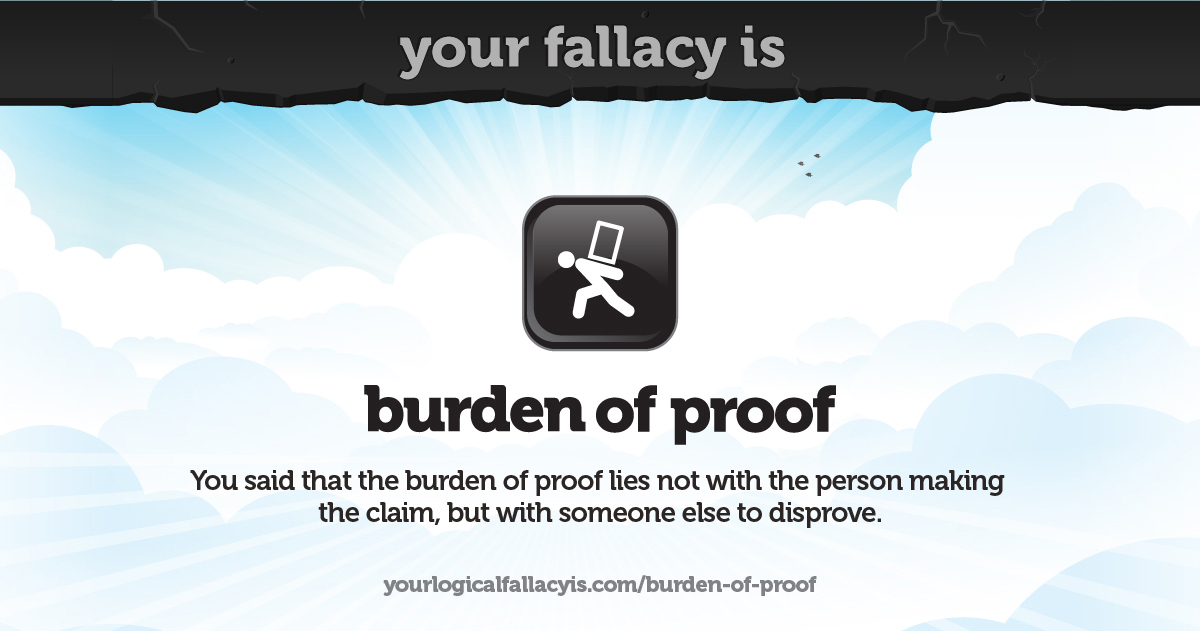 your fallacy is
burden of proof
You said that the burden of proof lies not with the person making
the claim, but with someone else to disprove.
yourlogicalfallacyis.com/burden-of-proof